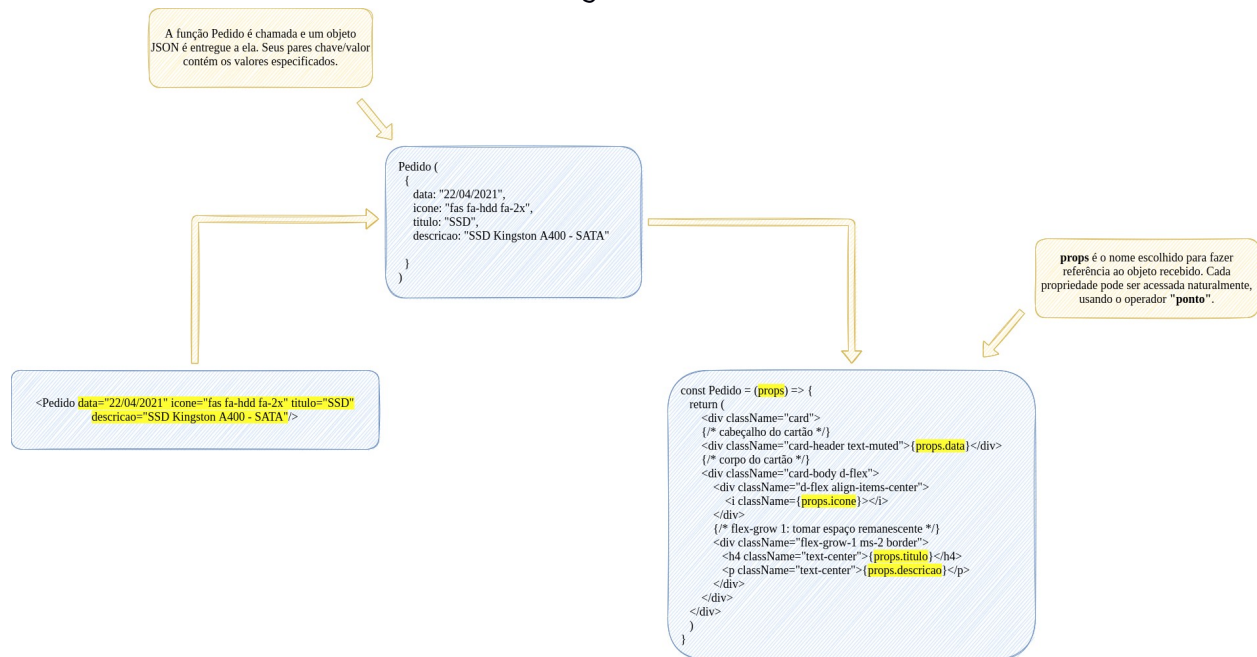 A função Pedido é chamada e um objeto
JSON é entregue a ela. Seus pares chave/valor
contém os valores especificados.
Pedido (
{
data: "22/04/2021",
icone: "fas fa-hdd fa-2x",
titulo: "SSD",
descricao: "SSD Kingston A400 - SATA"
}
)
props é o nome escolhido para fazer
referência ao objeto recebido. Cada
propriedade pode ser acessada naturalmente,
usando o operador "ponto".
<Pedido data="22/04/2021" icone="fas fa-hdd fa-2x" titulo="SSD"
descricao="SSD Kingston A400 - SATA"/>
const Pedido = (props) => {
return (
<div className="card">
{/* cabeçalho do cartão */}
<div className="card-header text-muted">{props.data}</div>
{/* corpo do cartão */}
<div className="card-body d-flex">
<div className="d-flex align-items-center">
<i className={props.icone}></i>
</div>
{/* flex-grow 1: tomar espaço remanescente */}
<div className="flex-grow-1 ms-2 border">
<h4 className="text-center">{props.titulo}</h4>
<p className="text-center">{props.descricao}</p>
</div>
</div>
</div>
)
}